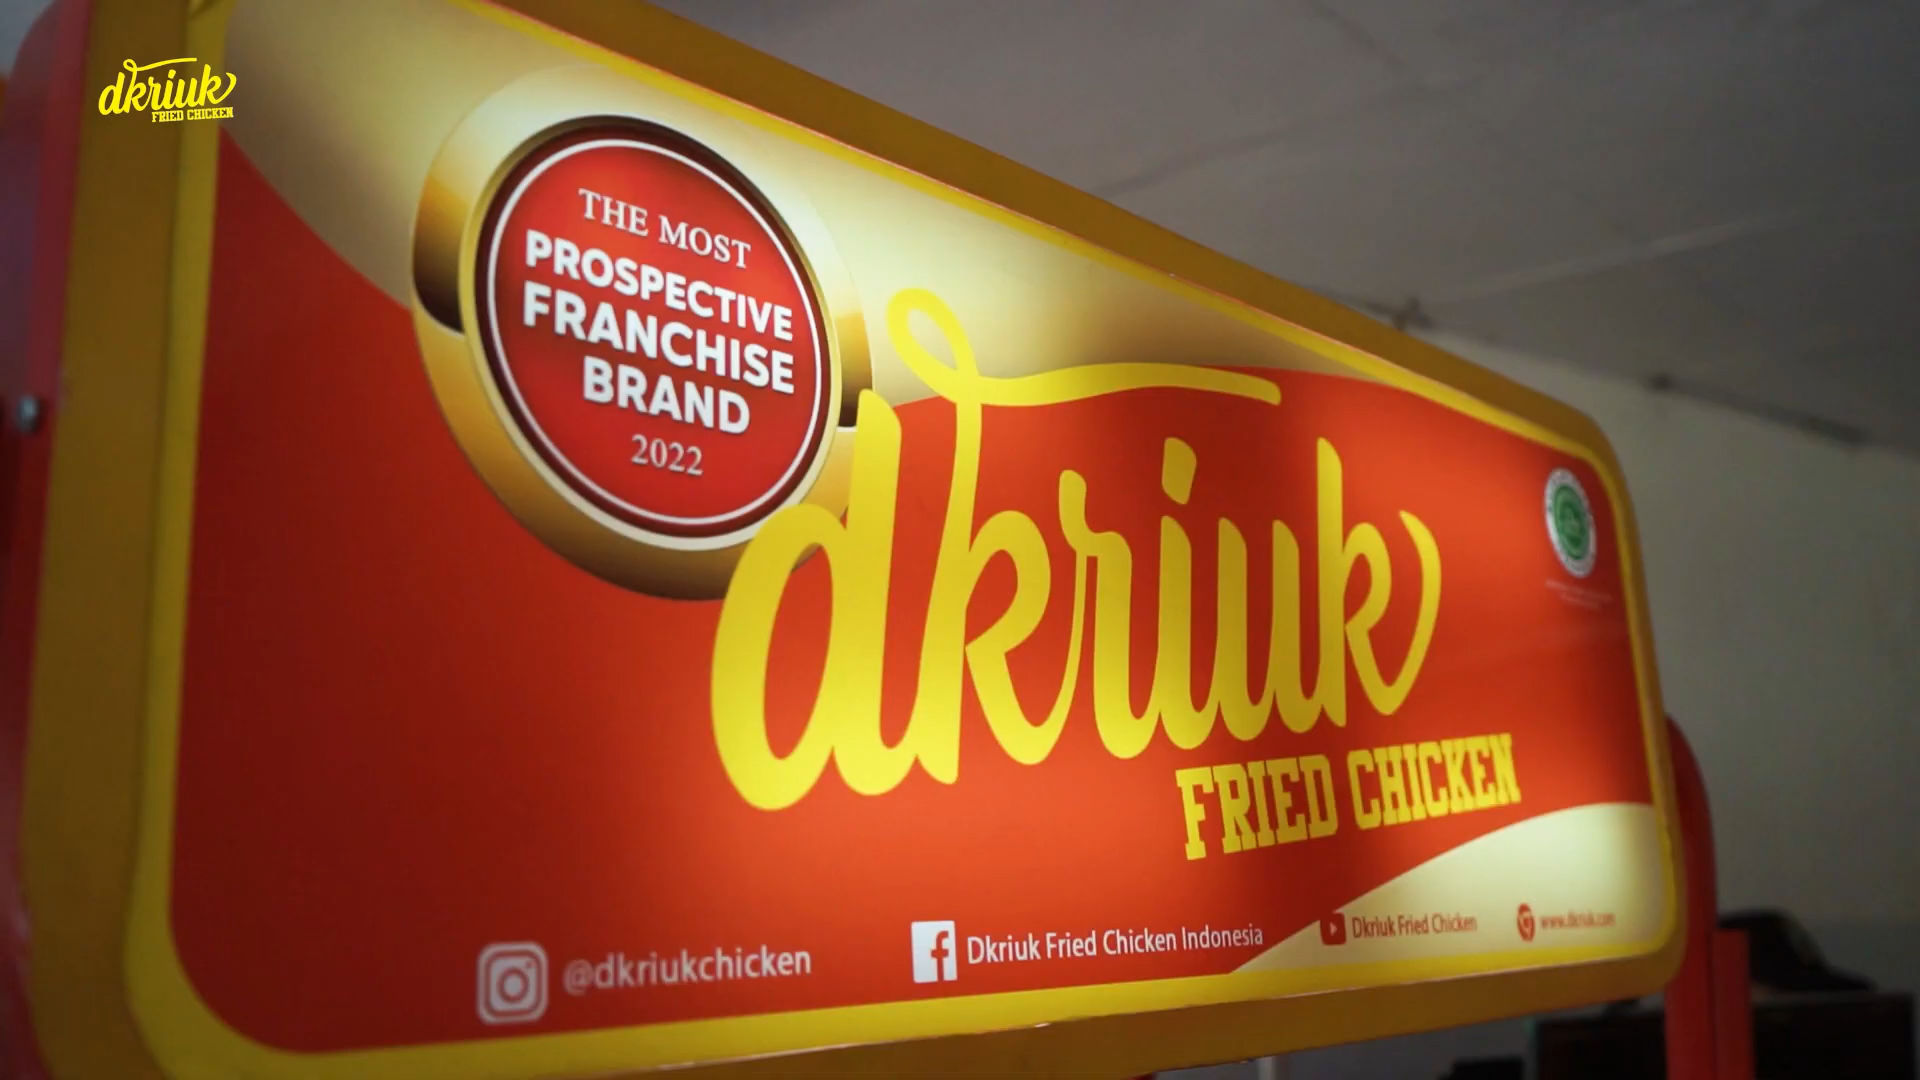 dkriuk
FRIED CHICKEN
THE MOST
PROSPECTIVE
FRANCHISE
BRAND
2022
dkriuk
FRIED CHICKEN
@dkriukchicken
Dkriuk Fried Chicken Indonesia
Dkriuk Fried Chicken
www.dkriuk.com